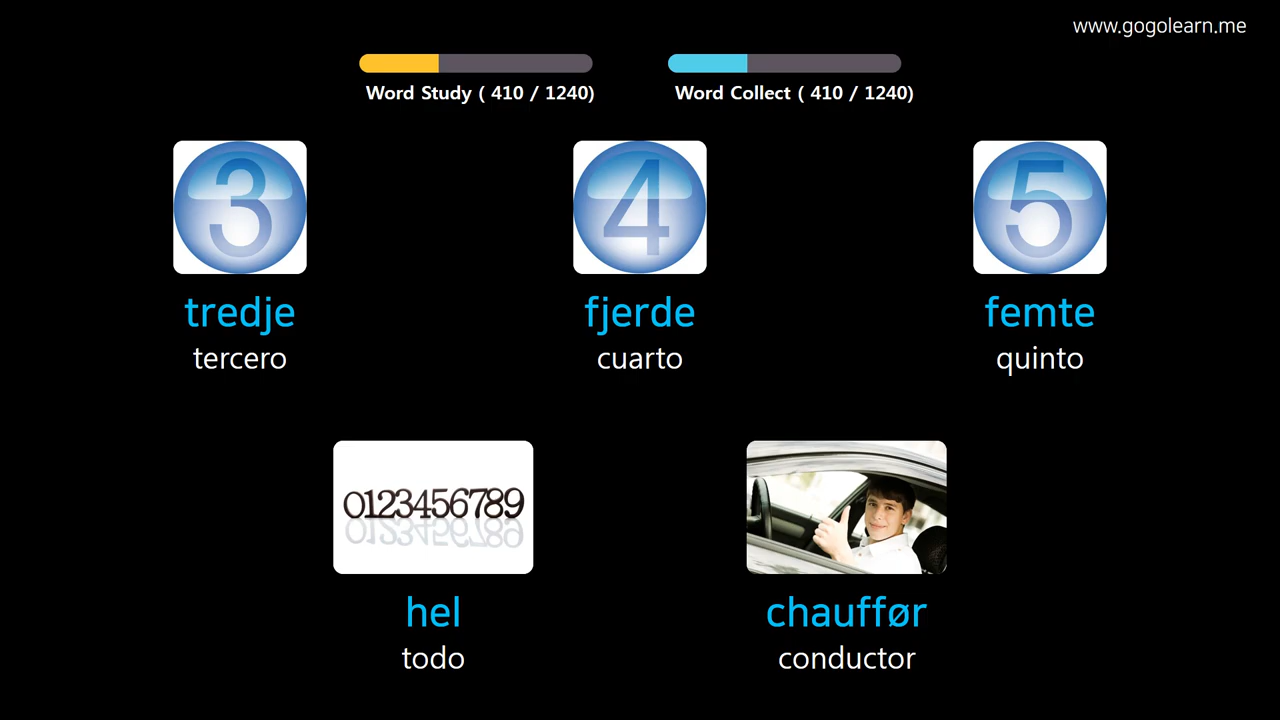 www.gogolearn.me
Word Study ( 410 / 1240)
Word Collect ( 410 / 1240)
3
4
5
tredje
fjerde
femte
tercero
cuarto
quinto
0123456789
hel
chauffør
todo
conductor